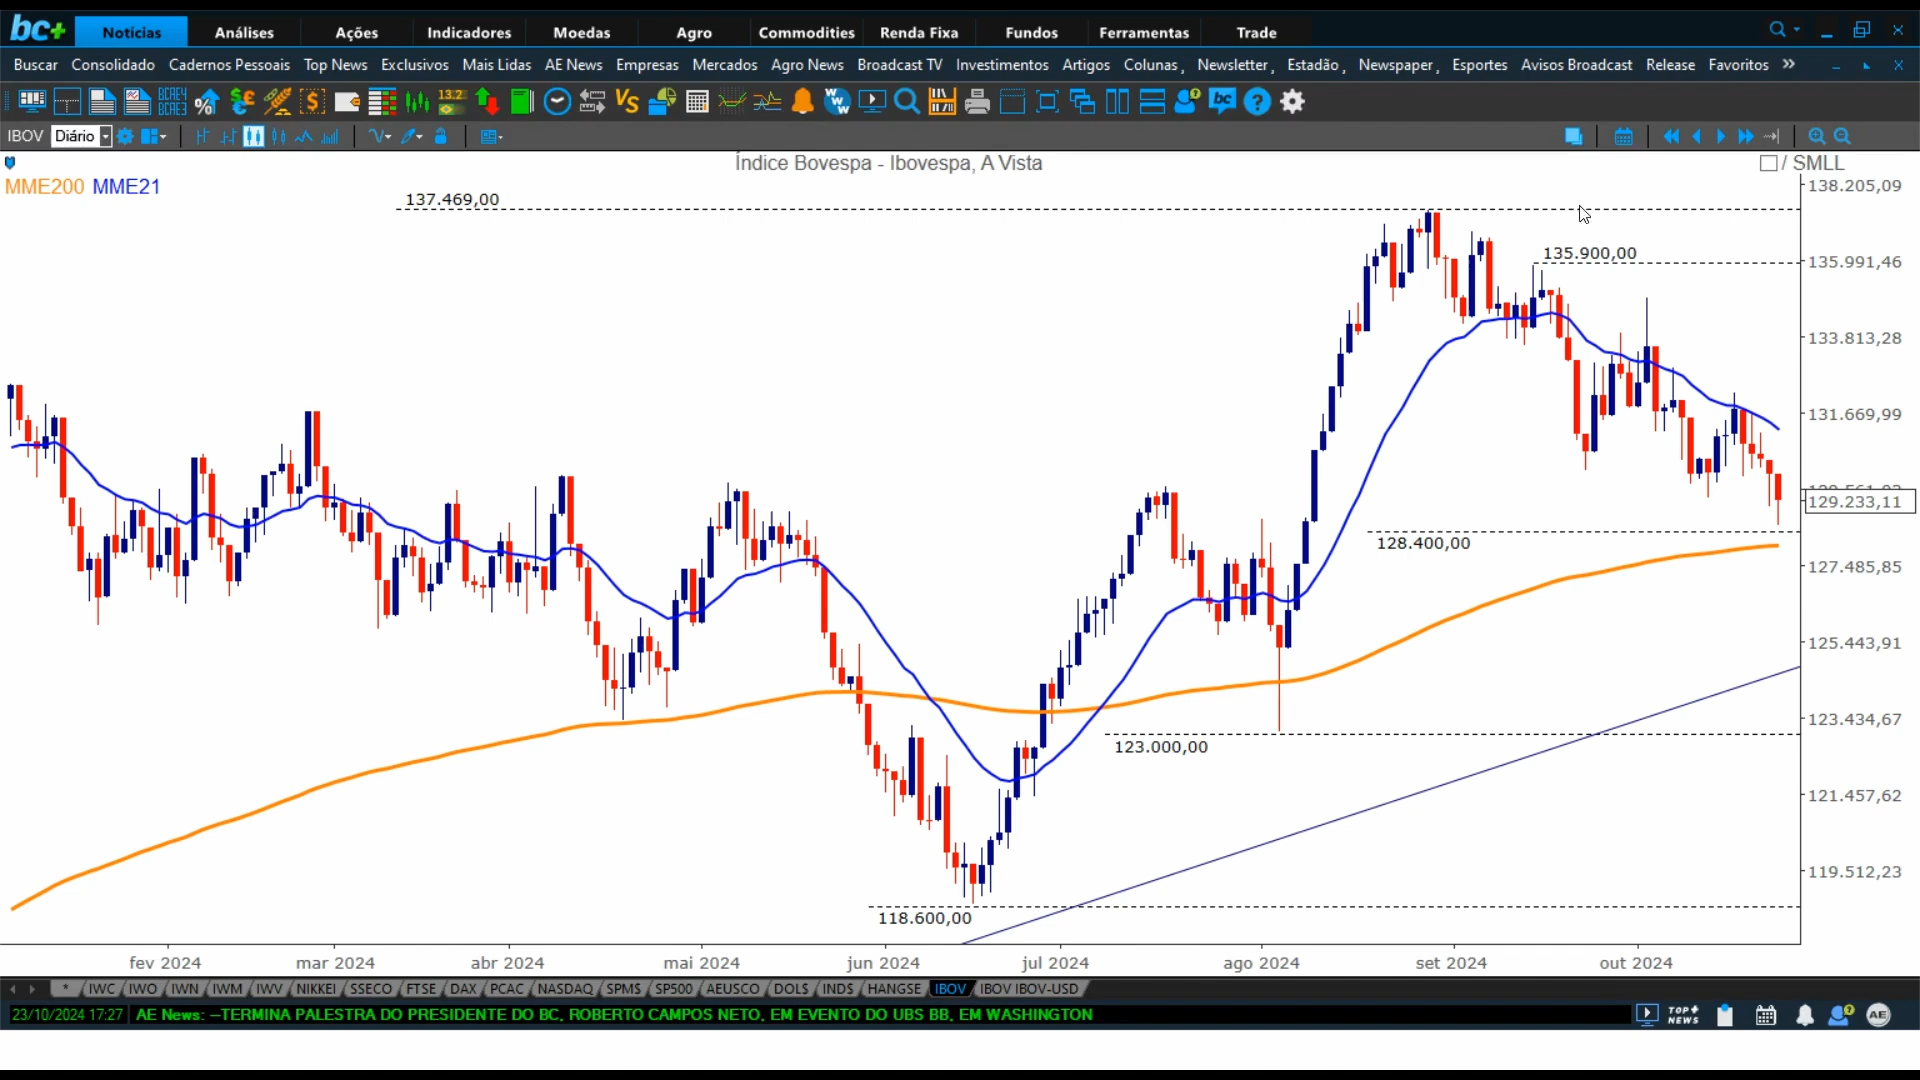 bc+ Notícias Análises Ações Indicadores Moedas Agro Commodities Renda Fixa Fundos Ferramentas Trade
Buscar Consolidado Cadernos Pessoais Top News Exclusivos Mais Lidas AE News Empresas Mercados Agro News Broadcast TV Investimentos Artigos Colunas Newsletter Estadão Newspaper Esportes Avisos Broadcast Release Favoritos »
IBOV Diário
Índice Bovespa - Ibovespa, A Vista
/ SMLL
MME200 MME21
137.469,00
138.205,09
135.900,00
135.991,46
133.813,28
131.669,99
129.233,11
128.400,00
127.485,85
125.443,91
123.434,67
123.000,00
121.457,62
119.512,23
118.600,00
fev 2024 mar 2024 abr 2024 mai 2024 jun 2024 jul 2024 ago 2024 set 2024 out 2024
* IWC IWO IWN IWM IWV NIKKEI SSECO FTSE DAX PCAC NASDAQ SPM$ SP500 AEUSCO DOL$ IND$ HANGSE IBOV IBOV IBOV-USD
23/10/2024 17:27 AE News: --TERMINA PALESTRA DO PRESIDENTE DO BC, ROBERTO CAMPOS NETO, EM EVENTO DO UBS BB, EM WASHINGTON
TOP+ NEWS AE